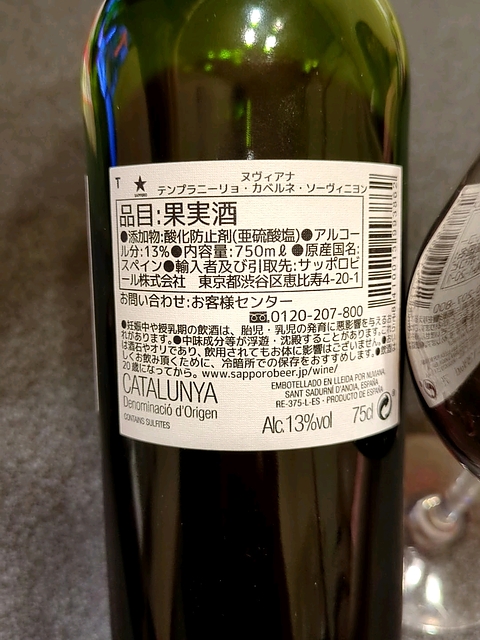 T
SAPPORO
ヌヴィアナ
テンプラニーリョ・カベルネ・ソーヴィニヨン
品目:果実酒
●添加物:酸化防止剤(亜硫酸塩)●アルコー
ル分:13%●内容量:750mℓ●原産国名:
スペイン●輸入者及び引取先:サッポロビ
ール株式会社 東京都渋谷区恵比寿4-20-1
お問い合わせ:お客様センター
☎0120-207-800
●妊娠中や授乳期の飲酒は、胎児・乳児の発育に悪影響を与えるおそ
れがあります。●中味成分等が浮遊・沈殿することがあります。これ
は酒石やオリであり、飲用されてもお体に影響はございません。●
しくお飲み頂くために、冷暗所での保存をおすすめします。●飲酒は
20歳になってから。www.sapporobeer.jp/wine/
CATALUNYA
Denominació d'Origen
CONTAINS SULFITES
EMBOTELLADO EN LLEIDA POR NUVIANA,
SANT SADURNÍ D'ANOIA, ESPAÑA
RE-375-L-ES - PRODUCTO DE ESPAÑA
Alc.13%vol 75cl